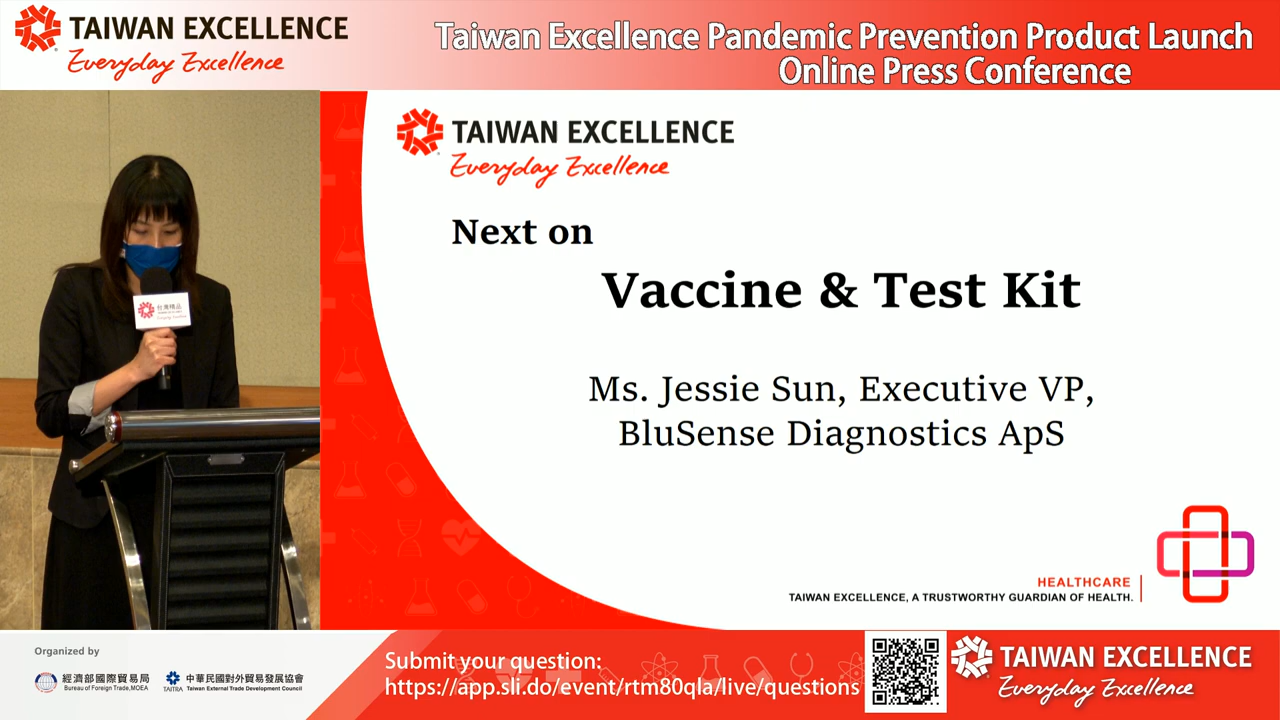 TAIWAN EXCELLENCE
Everyday Excellence
Taiwan Excellence Pandemic Prevention Product Launch
Online Press Conference
TAIWAN EXCELLENCE
Everyday Excellence
Next on
Vaccine & Test Kit
Ms. Jessie Sun, Executive VP,
BluSense Diagnostics ApS
台灣精品
HEALTHCARE
TAIWAN EXCELLENCE, A TRUSTWORTHY GUARDIAN OF HEALTH.
Organized by
經濟部國際貿易局
Bureau of Foreign Trade,MOEA
TAITRA
中華民國對外貿易發展協會
Taiwan External Trade Development Council
Submit your question:
https://app.sli.do/event/rtm80qla/live/questions
TAIWAN EXCELLENCE
Everyday Excellence